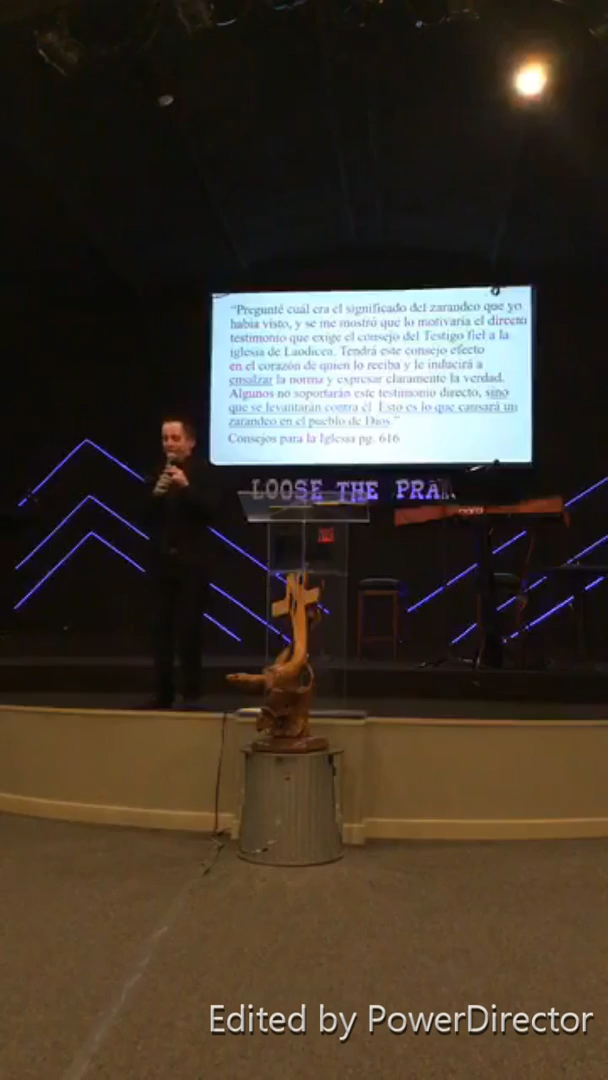 "Pregunté cuál era el significado del zarandeo que yo
había visto, y se me mostró que lo motivaría el directo
testimonio que exige el consejo del Testigo fiel a la
iglesia de Laodicea. Tendrá este consejo efecto
en el corazón de quien lo reciba y le inducirá a
ensalzar la norma y expresar claramente la verdad.
Algunos no soportarán este testimonio directo, sino
que se levantarán contra él. Esto es lo que causará un
zarandeo en el pueblo de Dios."
Consejos para la Iglesia pg. 616
LOOSE THE
Edited by PowerDirector